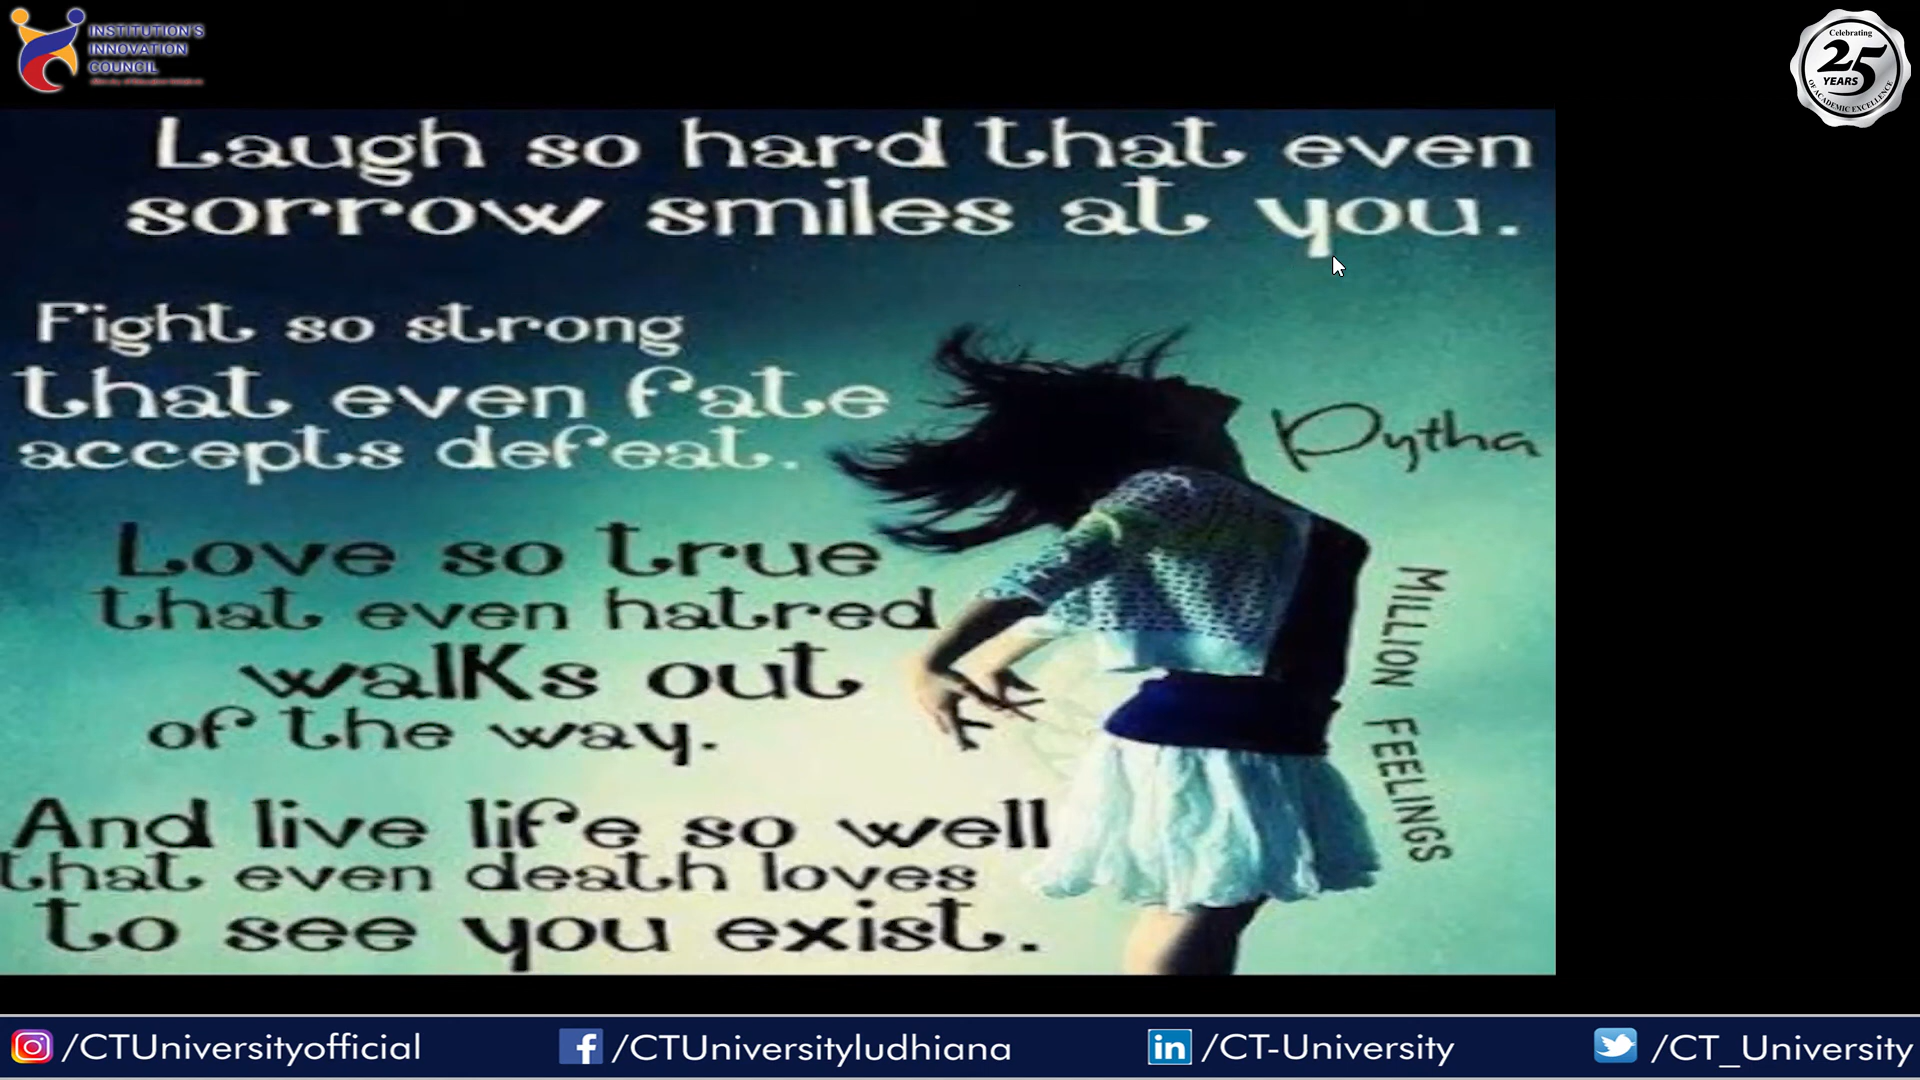 INSTITUTION'S
INNOVATION
COUNCIL
Celebrating
25
YEARS
OF ACADEMIC EXCELLENCE
Laugh so hard that even
sorrow smiles at you.
Fight so strong
that even fate
accepts defeat.
Pytha
Love so true
that even hatred
walks out
of the way.
MILLION FEELINGS
And live life so well
that even death loves
to see you exist.
/CTUniversityofficial
/CTUniversityludhiana
/CT-University
/CT_University